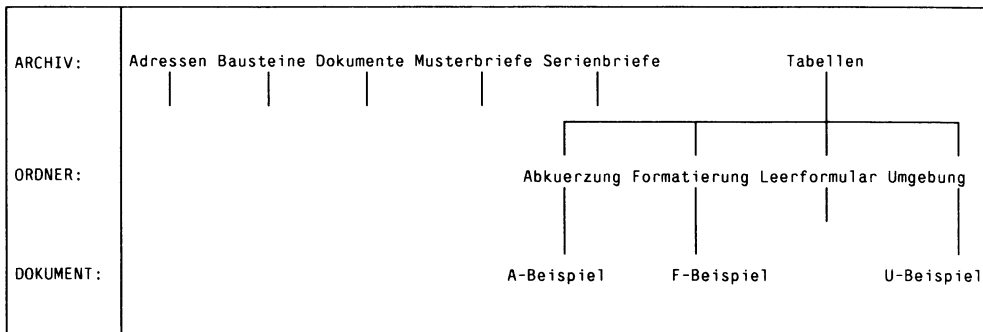 ARCHIV: Adressen Bausteine Dokumente Musterbriefe Serienbriefe Tabellen
ORDNER: Abkuerzung Formatierung Leerformular Umgebung
DOKUMENT: A-Beispiel F-Beispiel U-Beispiel